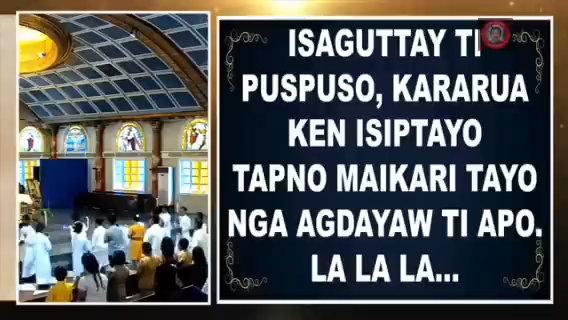 ISAGUTTAY TI
PUSPUSO, KARARUA
KEN ISIPTAYO
TAPNO MAIKARI TAYO
NGA AGDAYAW TI APO.
LA LA LA...